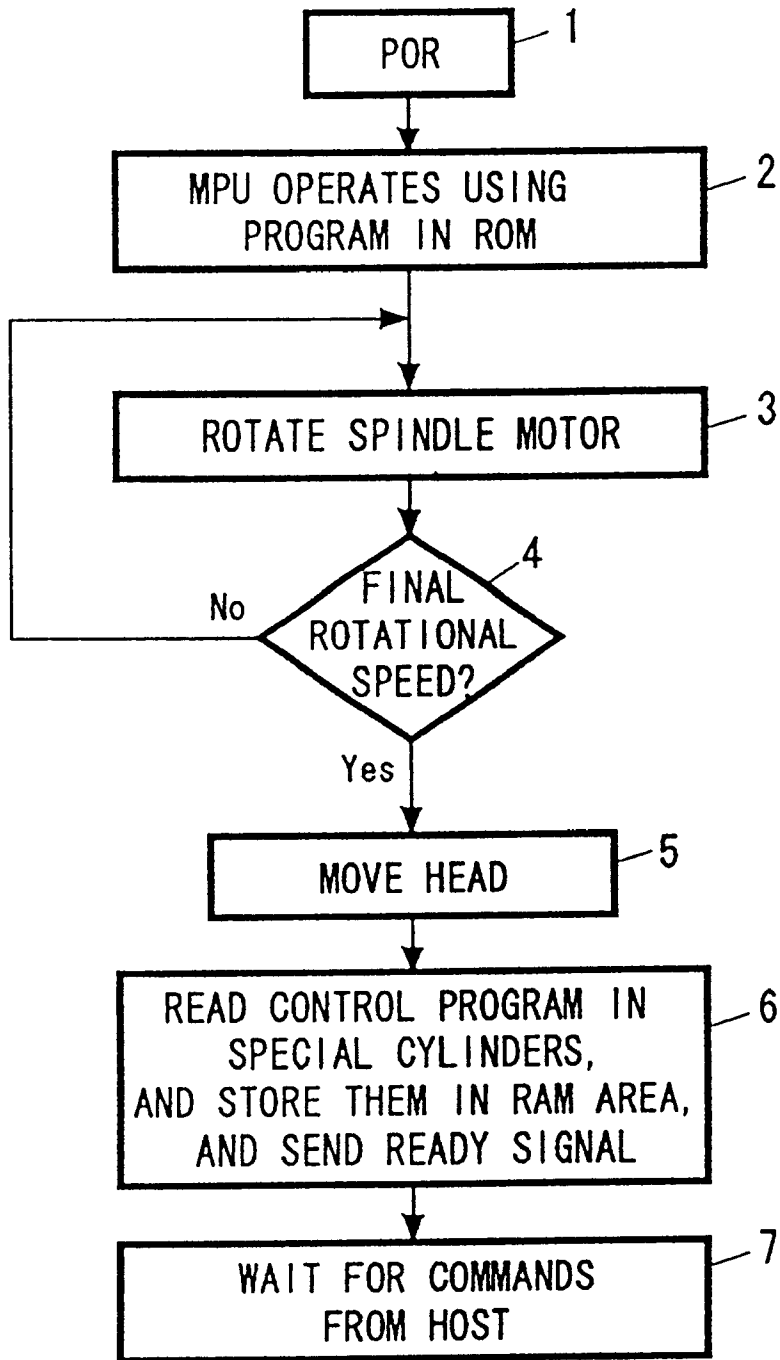 POR
1
MPU OPERATES USING
PROGRAM IN ROM
2
ROTATE SPINDLE MOTOR
3
4
FINAL
ROTATIONAL
SPEED?
No
Yes
MOVE HEAD
5
READ CONTROL PROGRAM IN
SPECIAL CYLINDERS,
AND STORE THEM IN RAM AREA,
AND SEND READY SIGNAL
6
WAIT FOR COMMANDS
FROM HOST
7